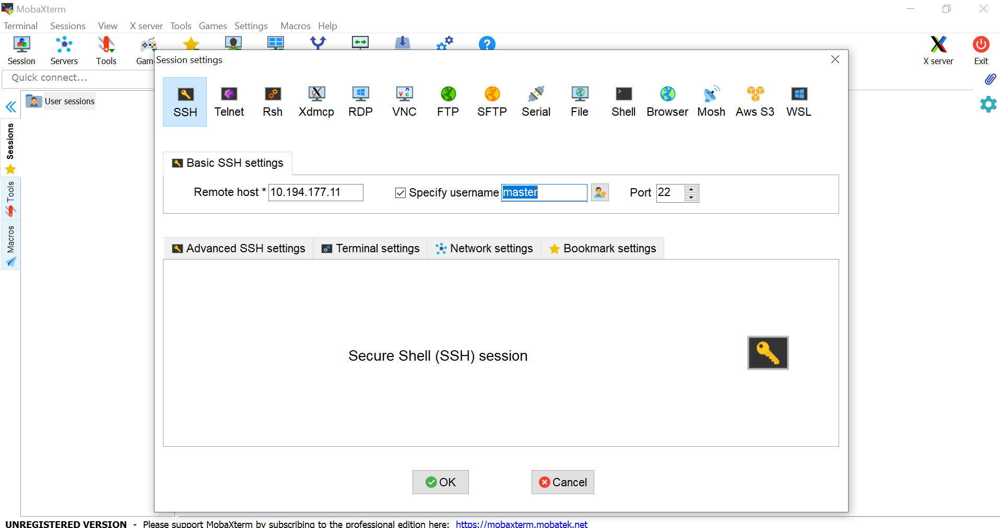 MobaXterm
Terminal Sessions View X server Tools Games Settings Macros Help
Session Servers Tools X server Exit
Session settings
Quick connect...
User sessions
Sessions
Tools
Macros
SSH Telnet Rsh Xdmcp RDP VNC FTP SFTP Serial File Shell Browser Mosh Aws S3 WSL
Basic SSH settings
Remote host * 10.194.177.11 Specify username master Port 22
Advanced SSH settings Terminal settings Network settings Bookmark settings
Secure Shell (SSH) session
OK Cancel
UNREGISTERED VERSION - Please support MobaXterm by subscribing to the professional edition here: https://mobaxterm.mobatek.net